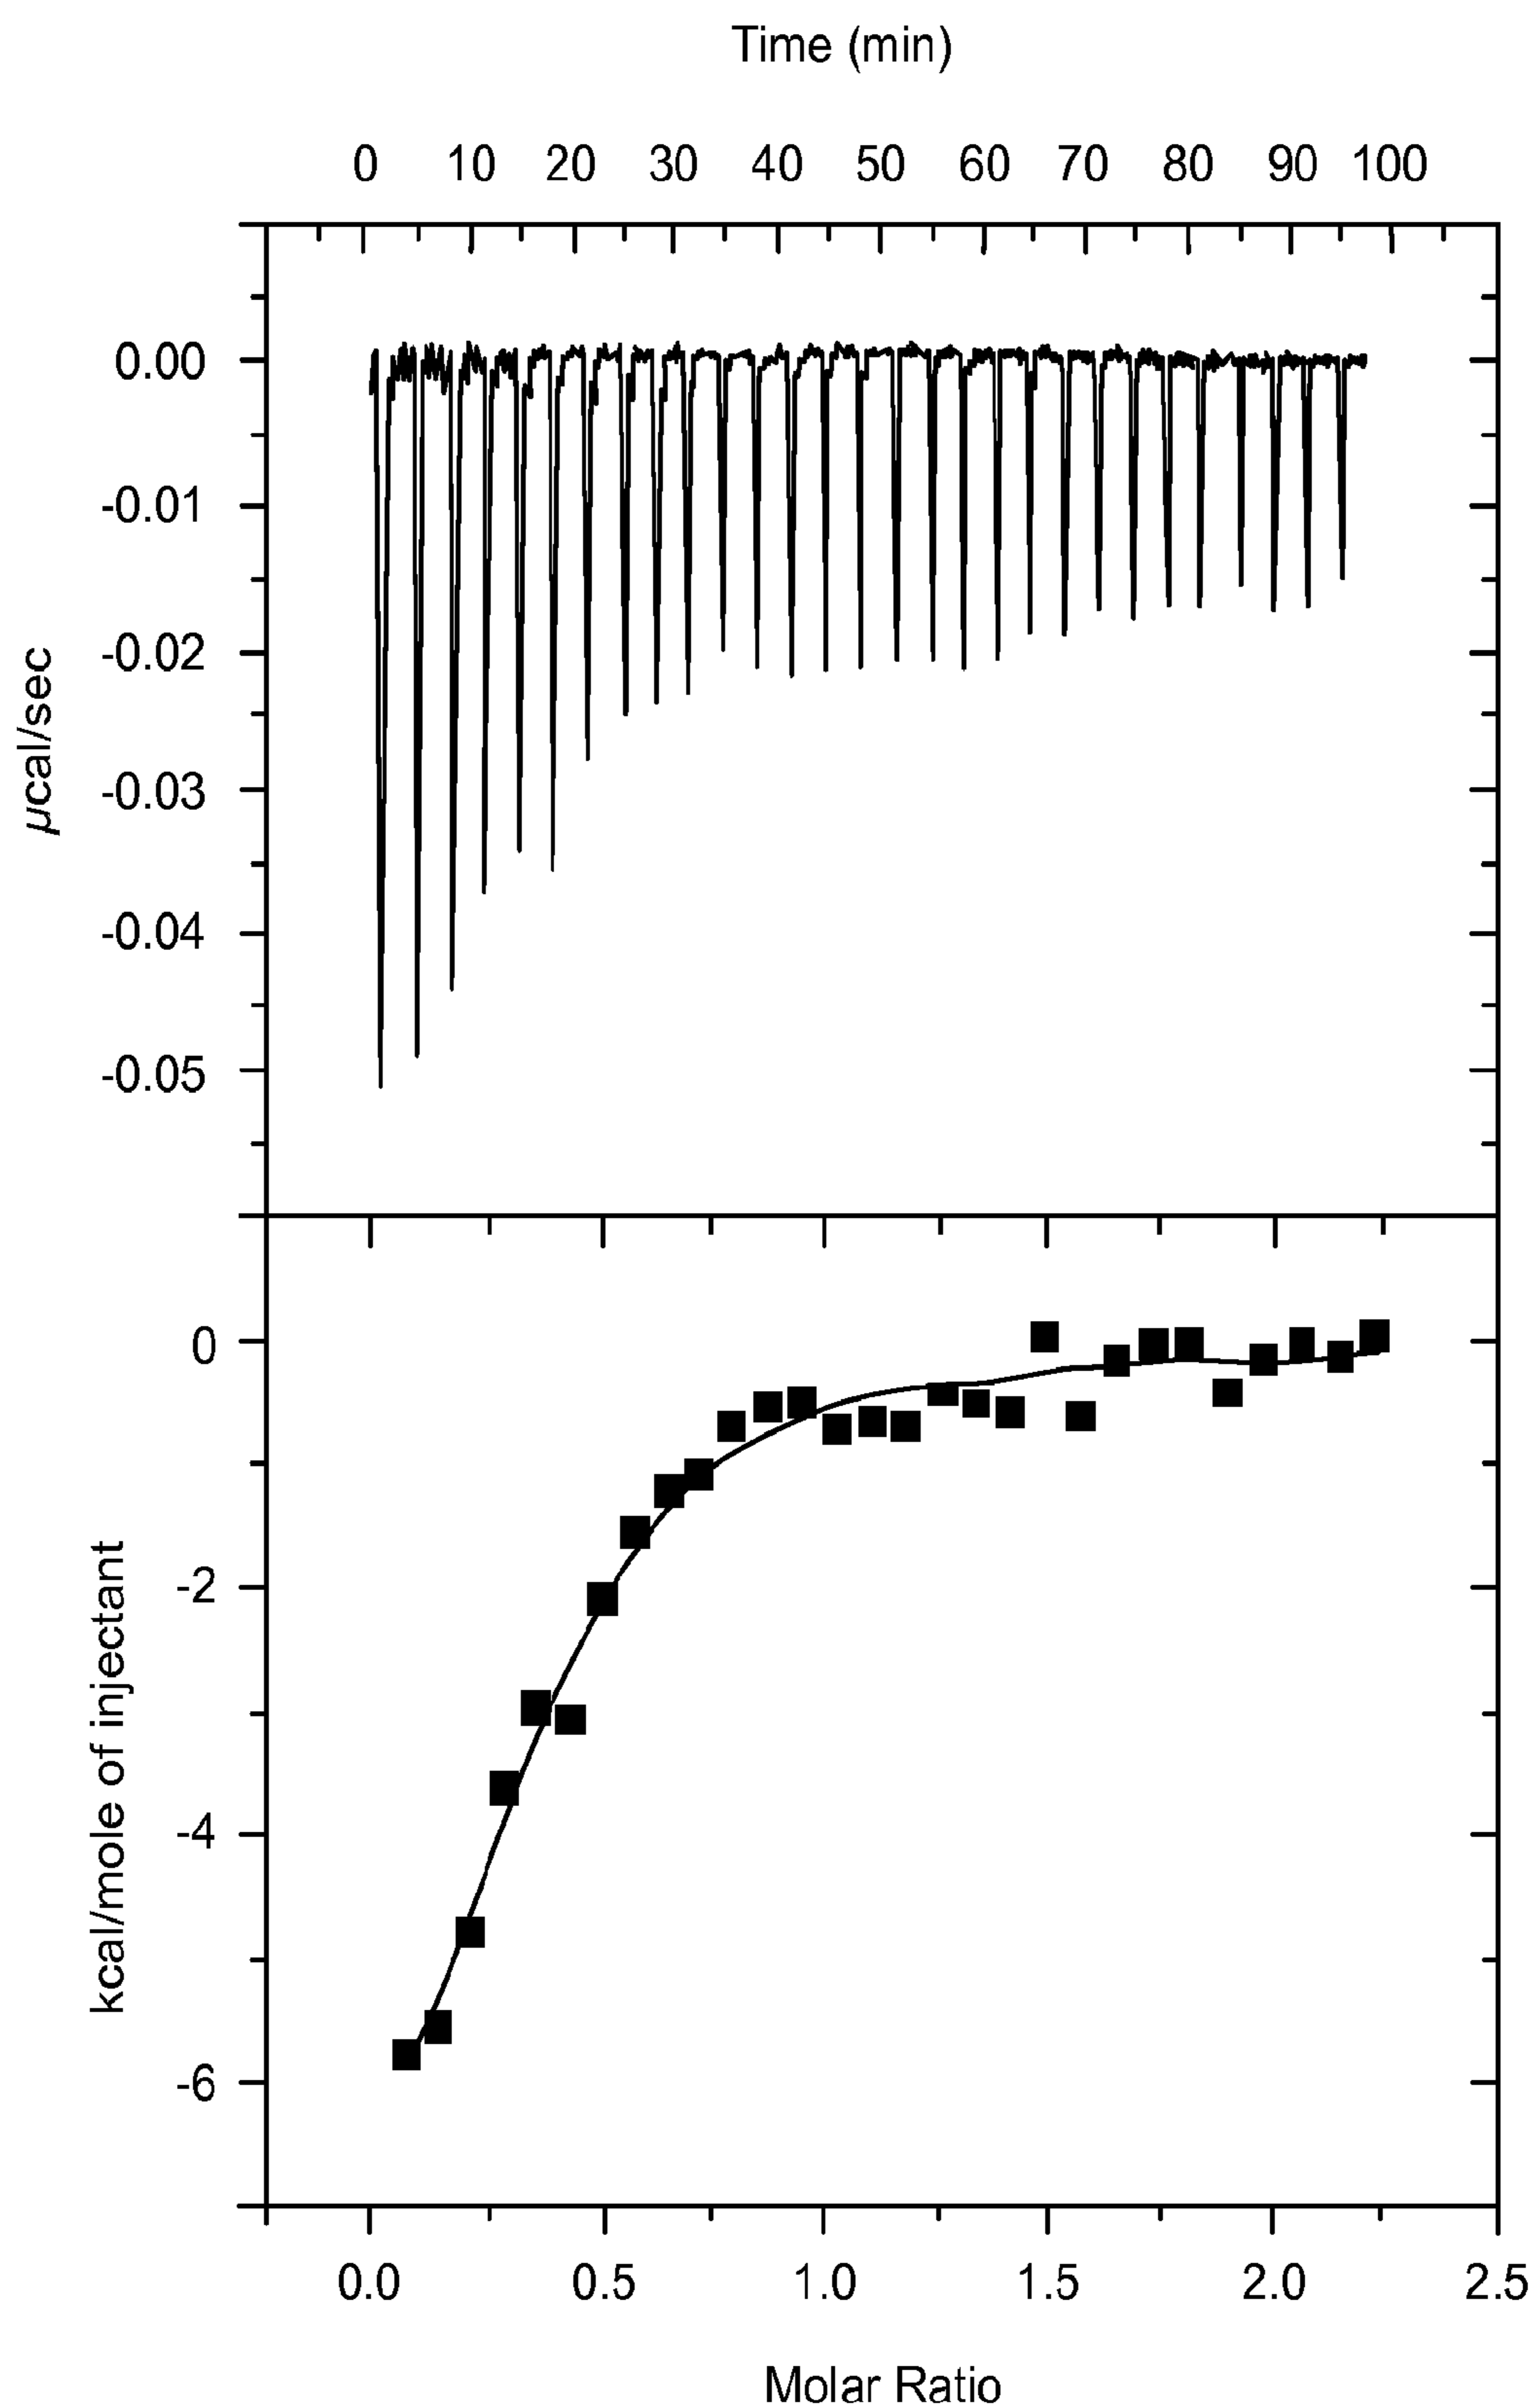 Time (min)
0 10 20 30 40 50 60 70 80 90 100
0.00
-0.01
-0.02
-0.03
-0.04
-0.05
µcal/sec
0
-2
-4
-6
kcal/mole of injectant
0.0 0.5 1.0 1.5 2.0 2.5
Molar Ratio